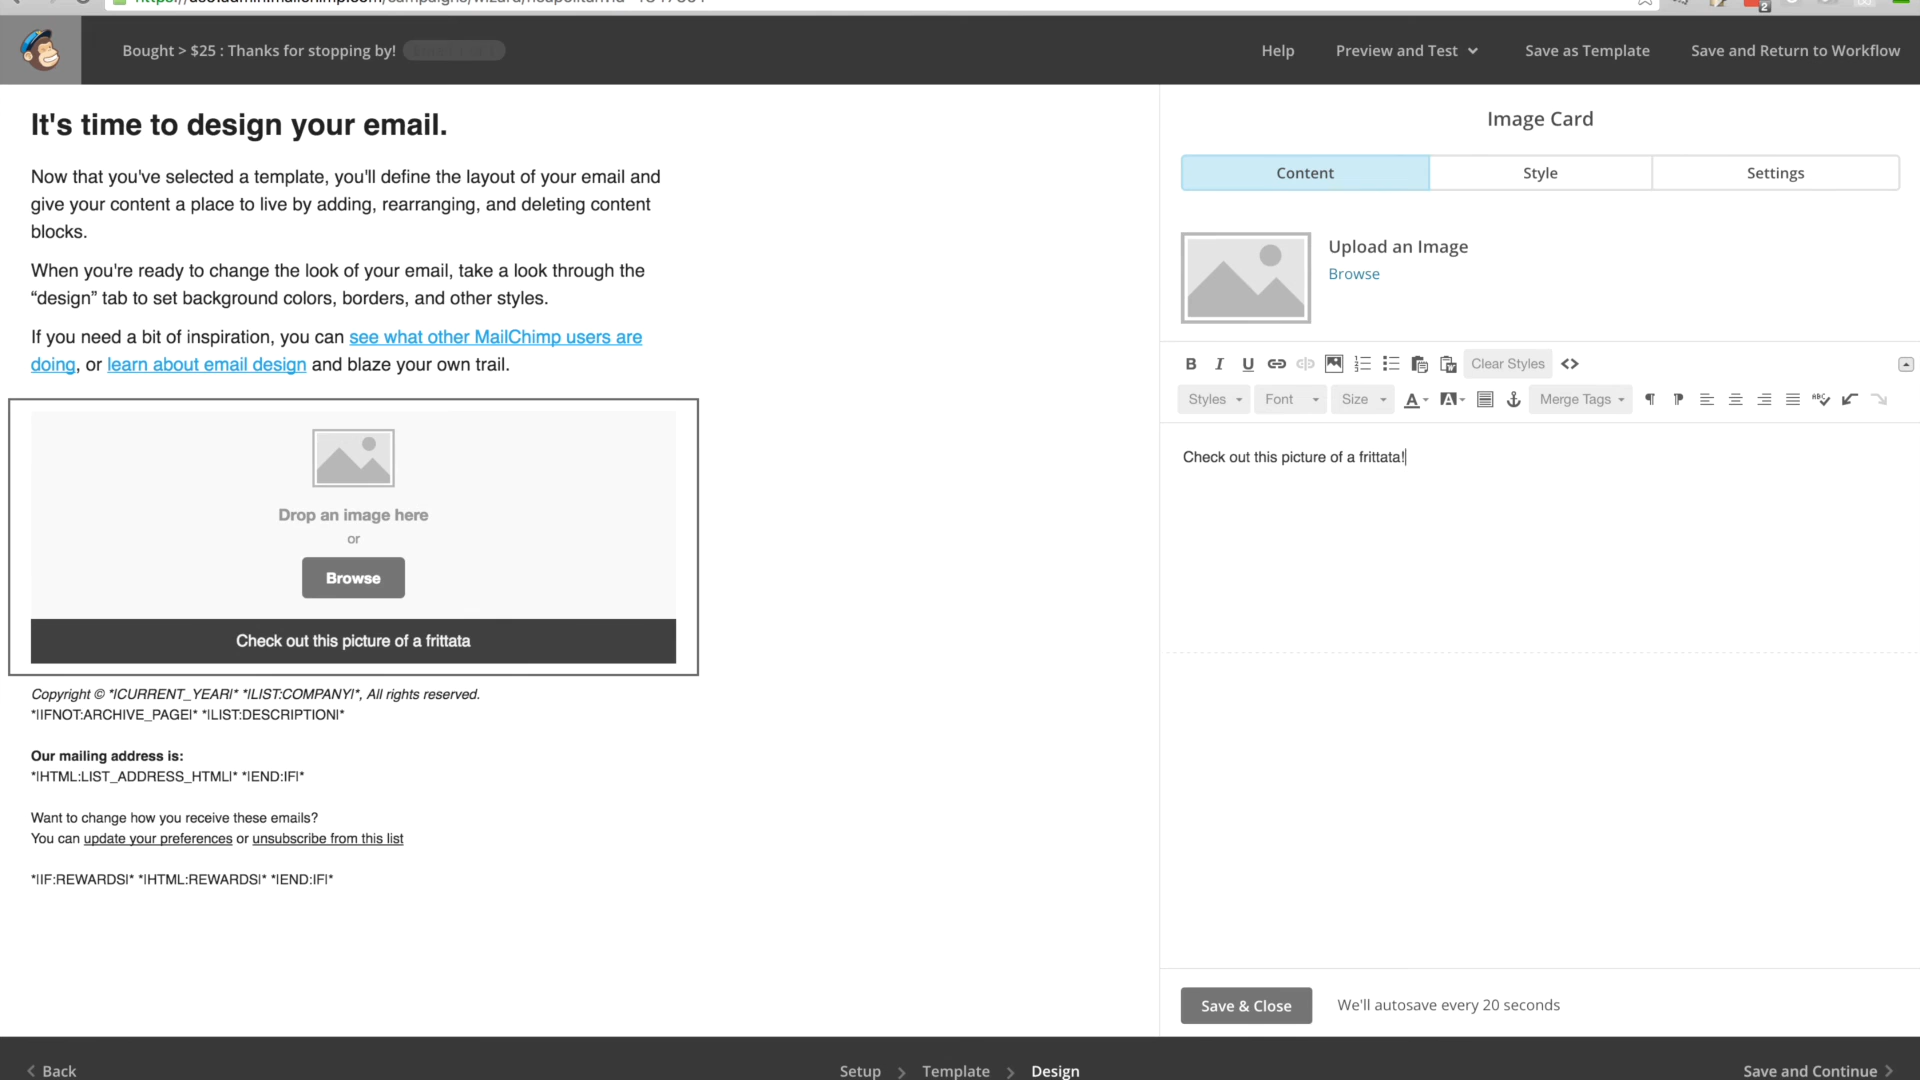 Bought > $25 : Thanks for stopping by!
Help
Preview and Test
Save as Template
Save and Return to Workflow
It's time to design your email.
Now that you've selected a template, you'll define the layout of your email and
give your content a place to live by adding, rearranging, and deleting content
blocks.
When you're ready to change the look of your email, take a look through the
“design” tab to set background colors, borders, and other styles.
If you need a bit of inspiration, you can see what other MailChimp users are
doing, or learn about email design and blaze your own trail.
Drop an image here
or
Browse
Check out this picture of a frittata
Copyright © *|CURRENT_YEAR|* *|LIST:COMPANY|*, All rights reserved.
*|IFNOT:ARCHIVE_PAGE|* *|LIST:DESCRIPTION|*
Our mailing address is:
*|HTML:LIST_ADDRESS_HTML|* *|END:IF|*
Want to change how you receive these emails?
You can update your preferences or unsubscribe from this list
*|IF:REWARDS|* *|HTML:REWARDS|* *|END:IF|*
Image Card
Content
Style
Settings
Upload an Image
Browse
B I U
Clear Styles
Styles
Font
Size
A
A
Merge Tags
ABC
Check out this picture of a frittata!
Save & Close
We'll autosave every 20 seconds
Back
Setup
Template
Design
Save and Continue
2